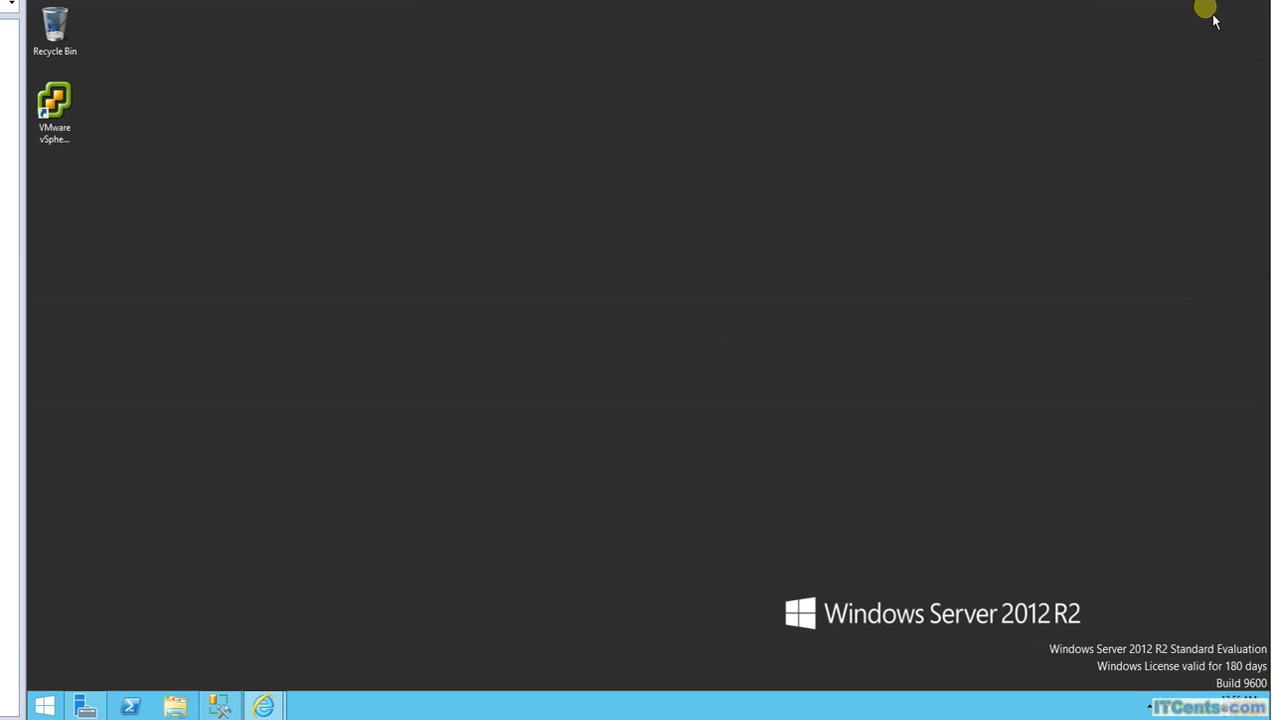 Recycle Bin
VMware
vSphe...
Windows Server 2012 R2
Windows Server 2012 R2 Standard Evaluation
Windows License valid for 180 days
Build 9600
ITCents.com